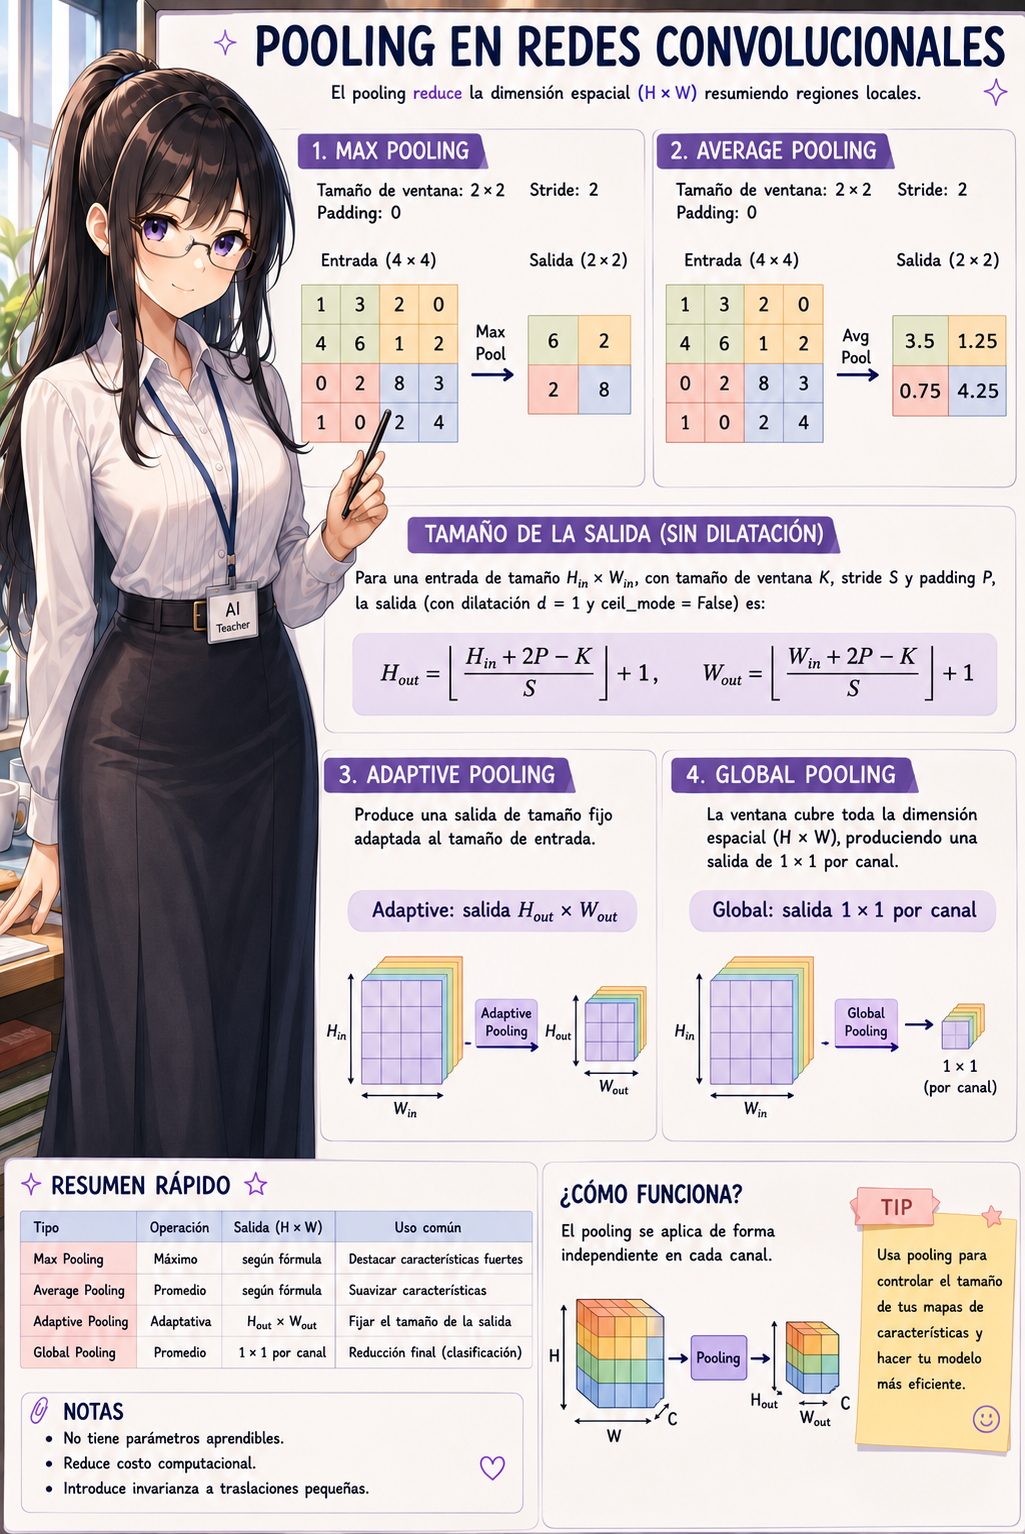 POOLING EN REDES CONVOLUCIONALES
El pooling reduce la dimensión espacial (H × W) resumiendo regiones locales.
1. MAX POOLING
Tamaño de ventana: 2 × 2 Stride: 2
Padding: 0
Entrada (4 × 4) Salida (2 × 2)
1 3 2 0
4 6 1 2
0 2 8 3
1 0 2 4
Max
Pool
6 2
2 8
2. AVERAGE POOLING
Tamaño de ventana: 2 × 2 Stride: 2
Padding: 0
Entrada (4 × 4) Salida (2 × 2)
1 3 2 0
4 6 1 2
0 2 8 3
1 0 2 4
Avg
Pool
3.5 1.25
0.75 4.25
AI
Teacher
TAMAÑO DE LA SALIDA (SIN DILATACIÓN)
Para una entrada de tamaño H_in × W_in, con tamaño de ventana K, stride S y padding P,
la salida (con dilatación d = 1 y ceil_mode = False) es:
H_out = ⌊ (H_in + 2P − K) / S ⌋ + 1, W_out = ⌊ (W_in + 2P − K) / S ⌋ + 1
3. ADAPTIVE POOLING
Produce una salida de tamaño fijo
adaptada al tamaño de entrada.
Adaptive: salida H_out × W_out
H_in
W_in
Adaptive
Pooling
H_out
W_out
4. GLOBAL POOLING
La ventana cubre toda la dimensión
espacial (H × W), produciendo una
salida de 1 × 1 por canal.
Global: salida 1 × 1 por canal
H_in
W_in
Global
Pooling
1 × 1
(por canal)
RESUMEN RÁPIDO
Tipo Operación Salida (H × W) Uso común
Max Pooling Máximo según fórmula Destacar características fuertes
Average Pooling Promedio según fórmula Suavizar características
Adaptive Pooling Adaptativa H_out × W_out Fijar el tamaño de la salida
Global Pooling Promedio 1 × 1 por canal Reducción final (clasificación)
NOTAS
• No tiene parámetros aprendibles.
• Reduce costo computacional.
• Introduce invarianza a traslaciones pequeñas.
¿CÓMO FUNCIONA?
El pooling se aplica de forma
independiente en cada canal.
H
W
C
Pooling
H_out
W_out
C
TIP
Usa pooling para
controlar el tamaño
de tus mapas de
características y
hacer tu modelo
más eficiente.